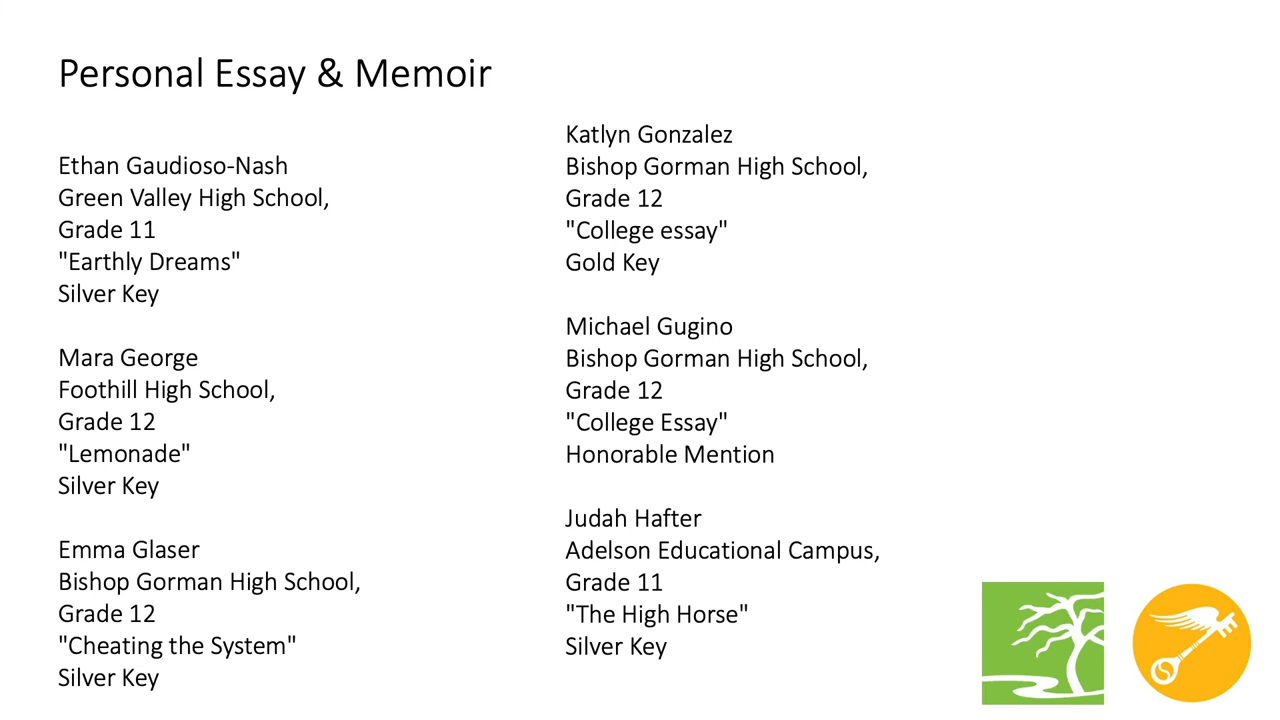 Personal Essay & Memoir
Ethan Gaudioso-Nash
Green Valley High School,
Grade 11
"Earthly Dreams"
Silver Key
Mara George
Foothill High School,
Grade 12
"Lemonade"
Silver Key
Emma Glaser
Bishop Gorman High School,
Grade 12
"Cheating the System"
Silver Key
Katlyn Gonzalez
Bishop Gorman High School,
Grade 12
"College essay"
Gold Key
Michael Gugino
Bishop Gorman High School,
Grade 12
"College Essay"
Honorable Mention
Judah Hafter
Adelson Educational Campus,
Grade 11
"The High Horse"
Silver Key